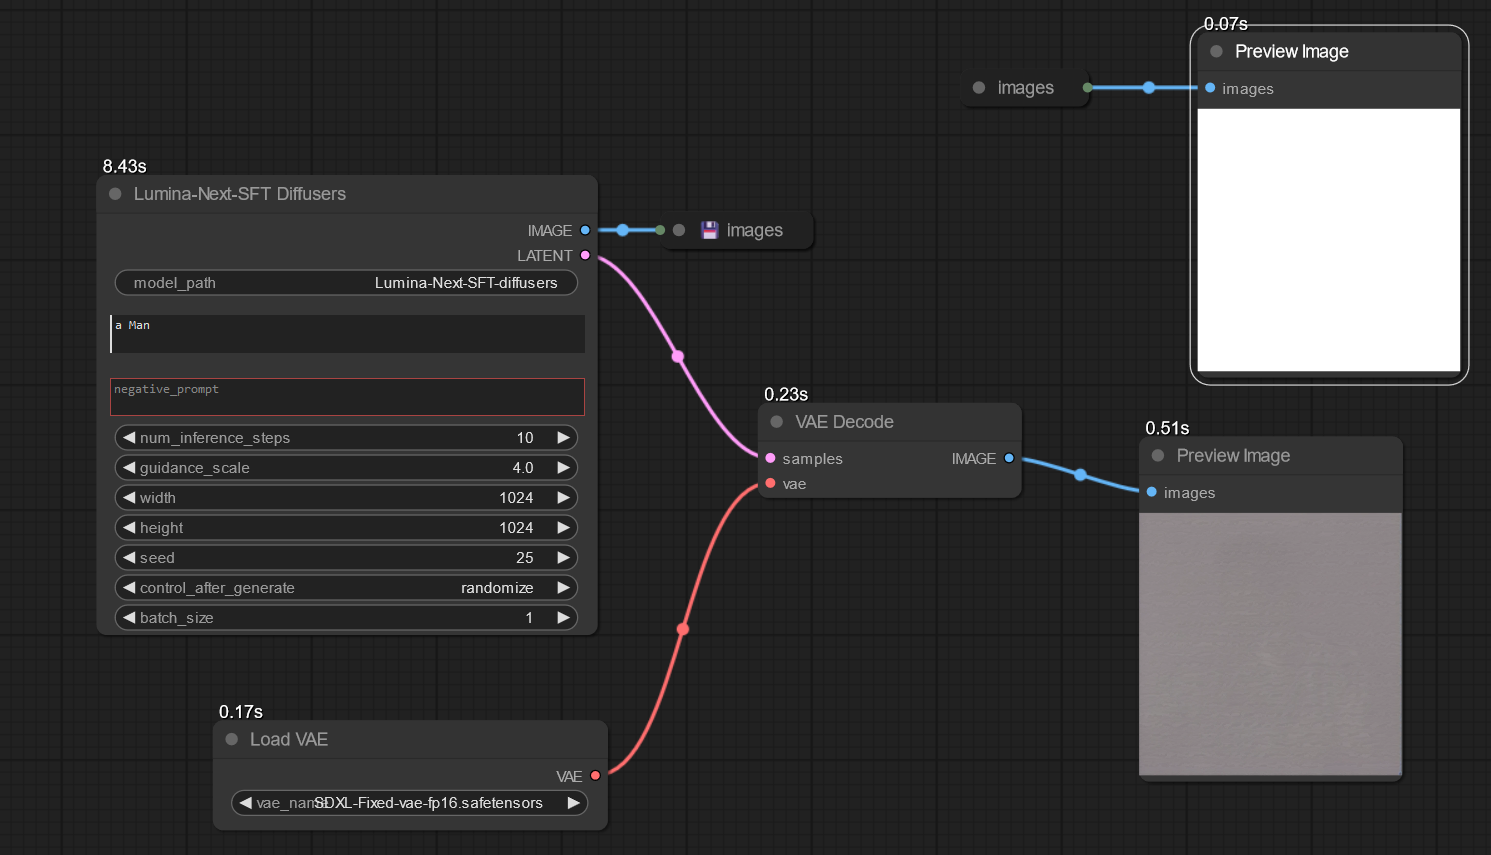 0.07s
Preview Image
images
images
8.43s
Lumina-Next-SFT Diffusers
IMAGE
images
LATENT
model_path Lumina-Next-SFT-diffusers
a Man
negative_prompt
num_inference_steps 10
guidance_scale 4.0
width 1024
height 1024
seed 25
control_after_generate randomize
batch_size 1
0.23s
VAE Decode
samples IMAGE
vae
0.51s
Preview Image
images
0.17s
Load VAE
VAE
vae_name SDXL-Fixed-vae-fp16.safetensors